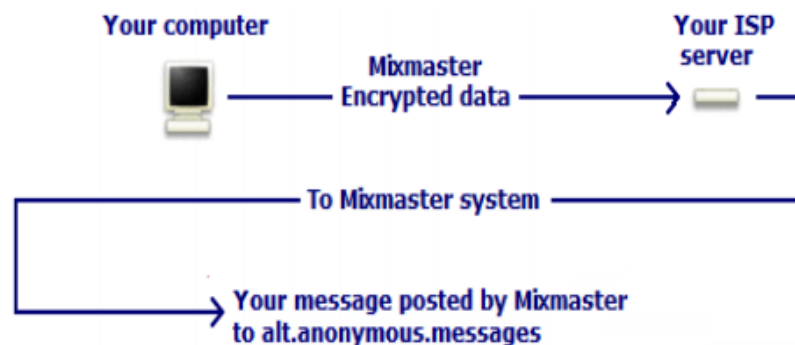 Your computer
Your ISP
server
Mixmaster
Encrypted data
To Mixmaster system
Your message posted by Mixmaster
to alt.anonymous.messages